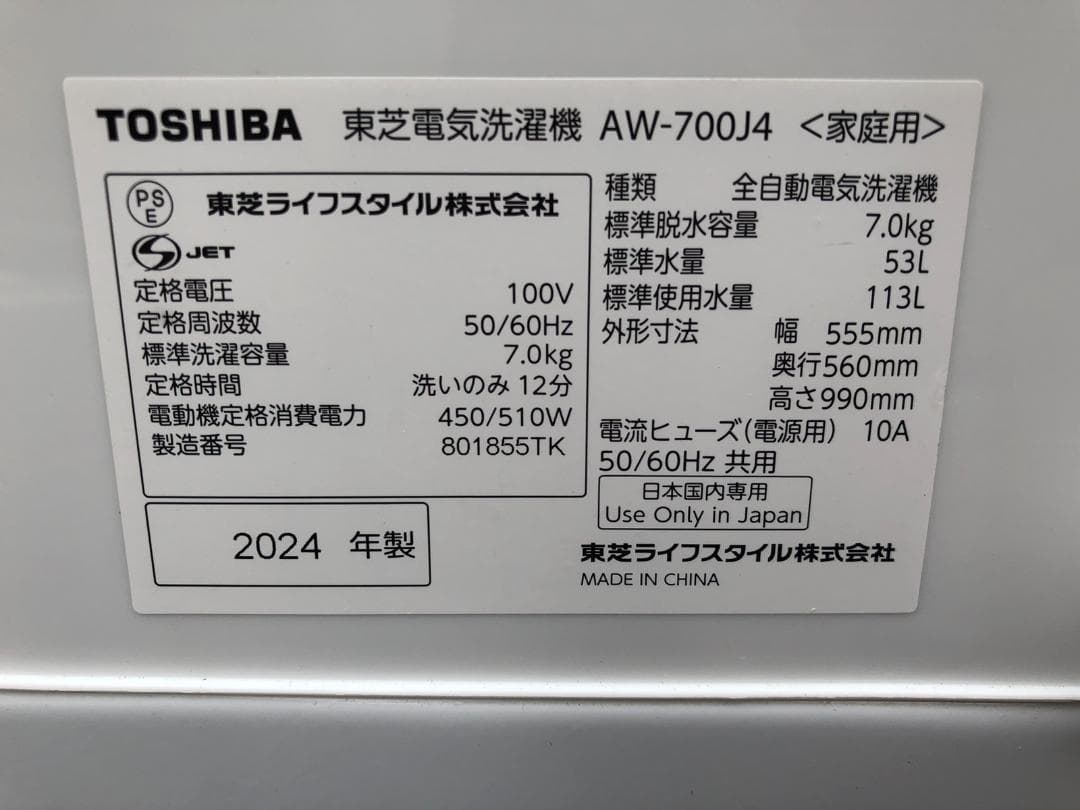 TOSHIBA 東芝電気洗濯機 AW-700J4 <家庭用>
PSE 東芝ライフスタイル株式会社
JET
定格電圧 100V
定格周波数 50/60Hz
標準洗濯容量 7.0kg
定格時間 洗いのみ 12分
電動機定格消費電力 450/510W
製造番号 801855TK
2024 年製
種類 全自動電気洗濯機
標準脱水容量 7.0kg
標準水量 53L
標準使用水量 113L
外形寸法 幅 555mm
奥行560mm
高さ990mm
電流ヒューズ(電源用) 10A
50/60Hz 共用
日本国内専用
Use Only in Japan
東芝ライフスタイル株式会社
MADE IN CHINA